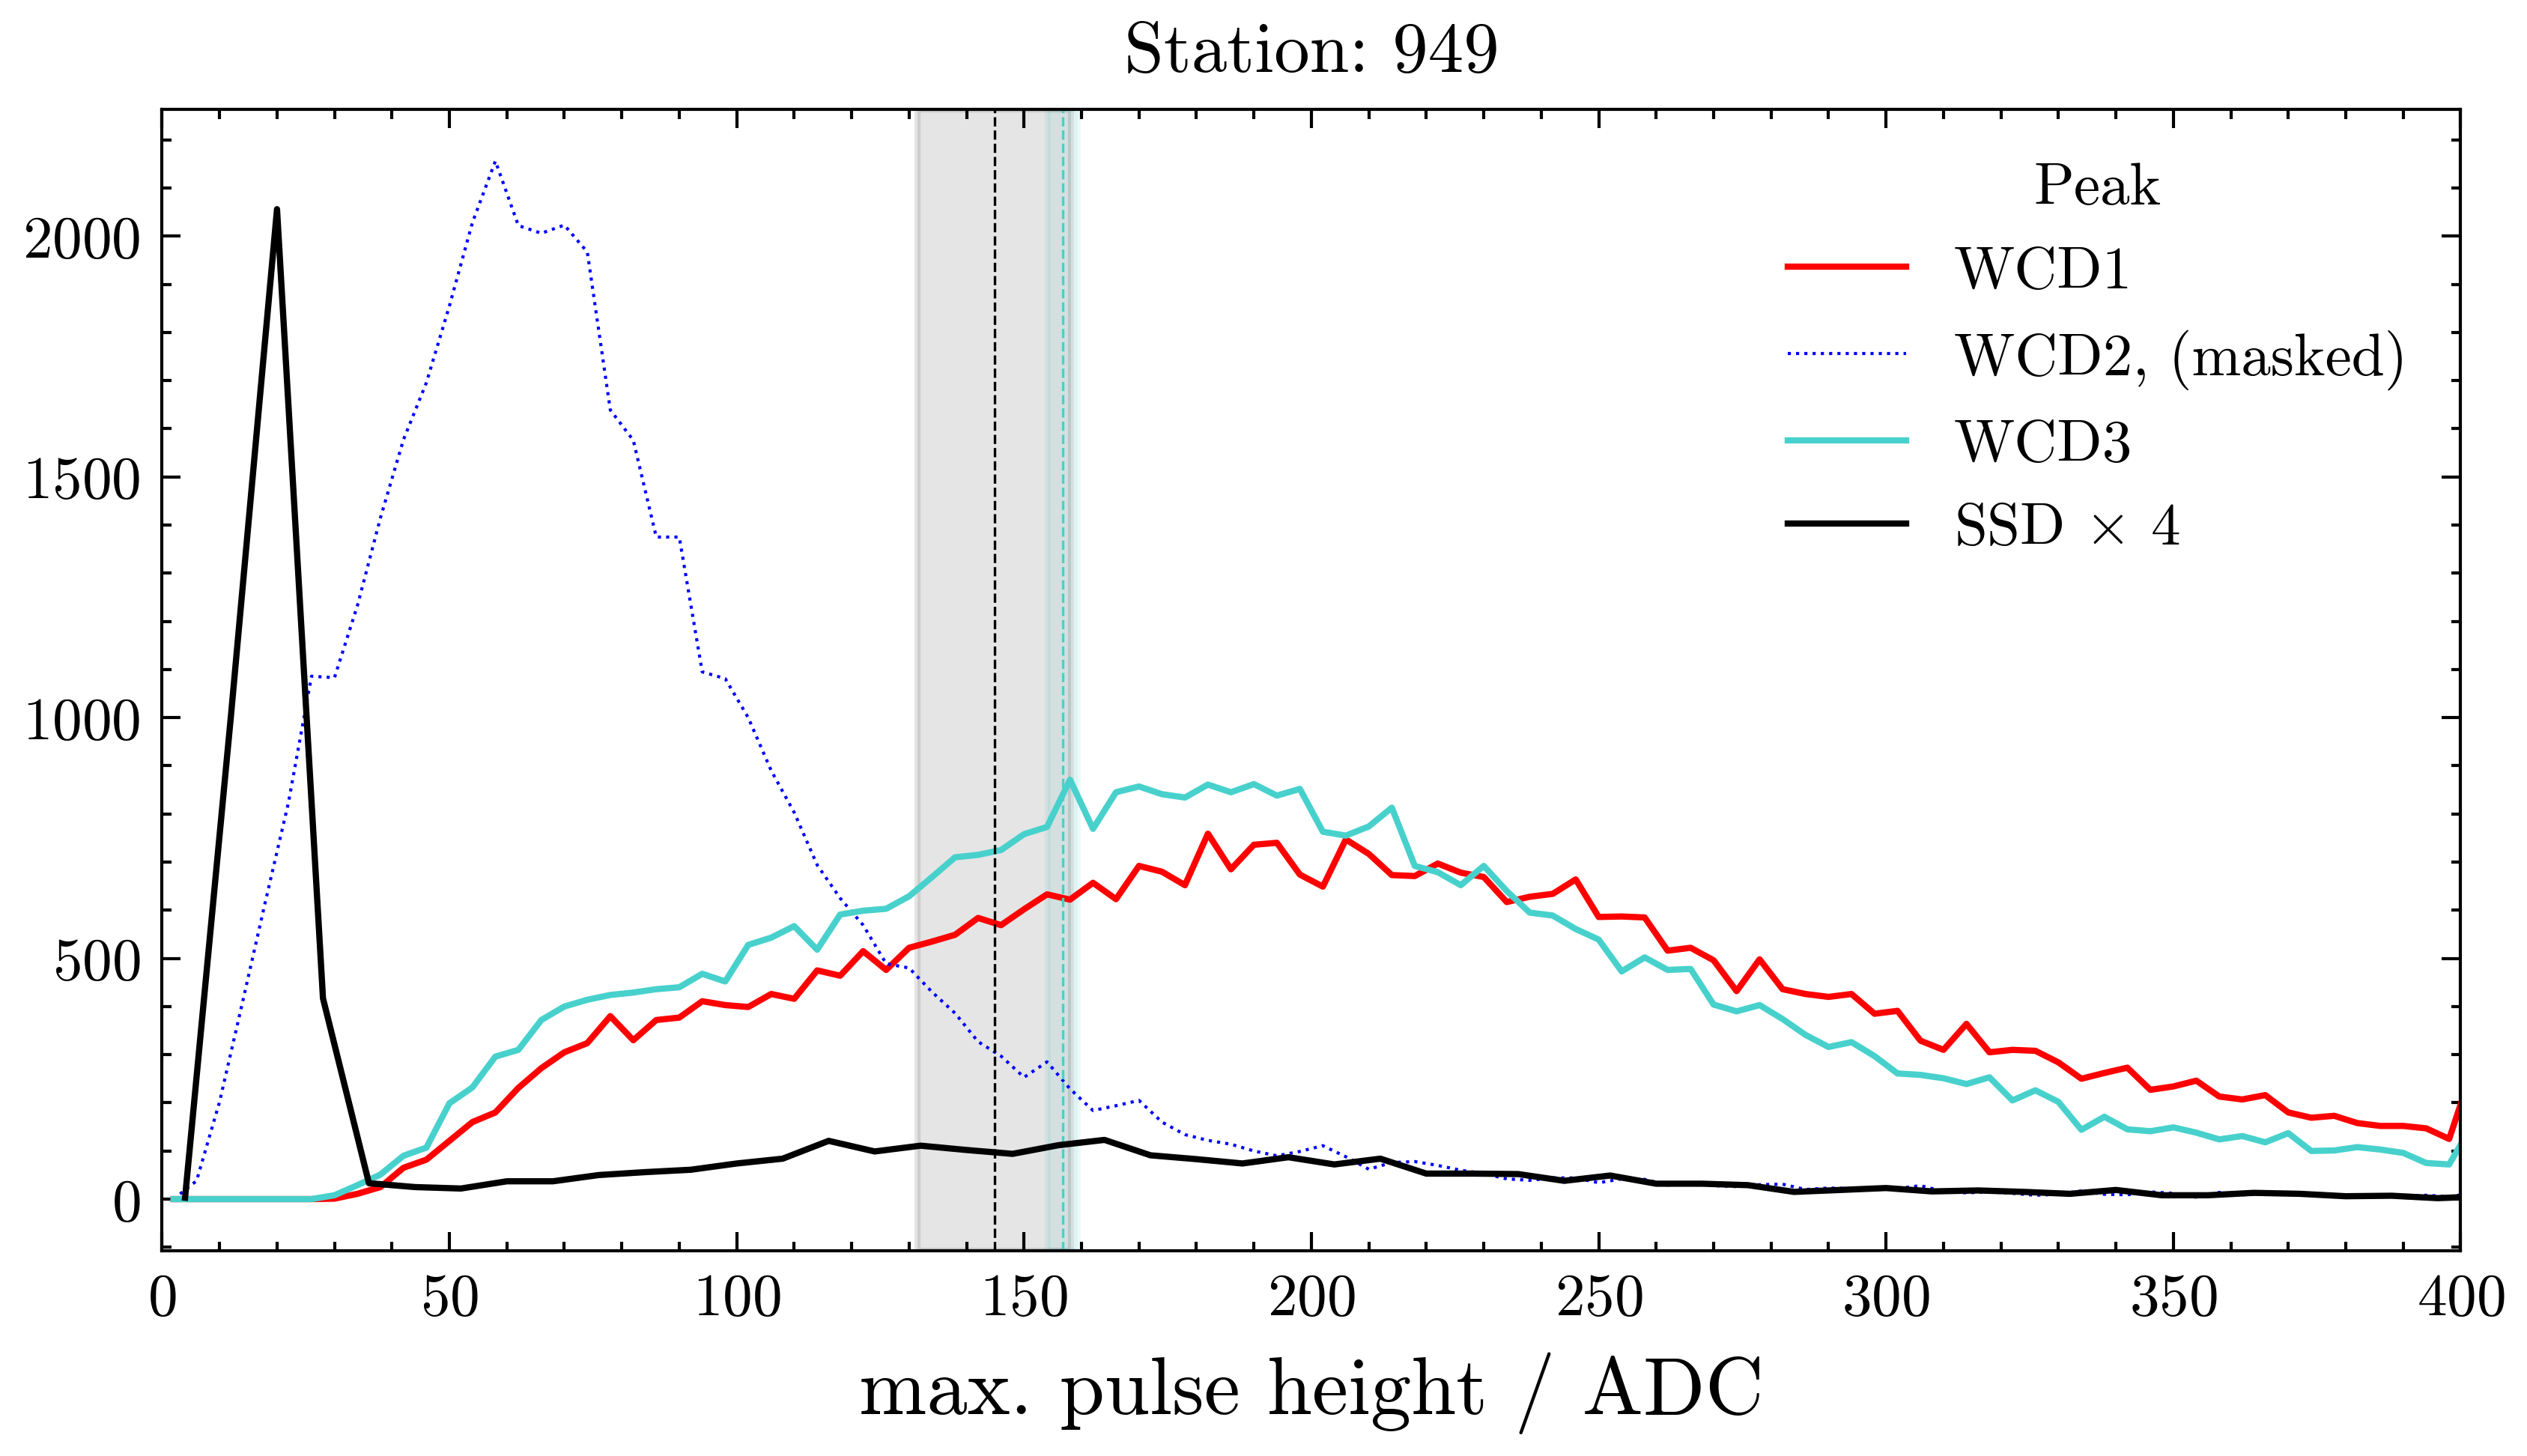 Station: 949
Peak
WCD1
WCD2, (masked)
WCD3
SSD × 4
2000
1500
1000
500
0
0 50 100 150 200 250 300 350 400
max. pulse height / ADC